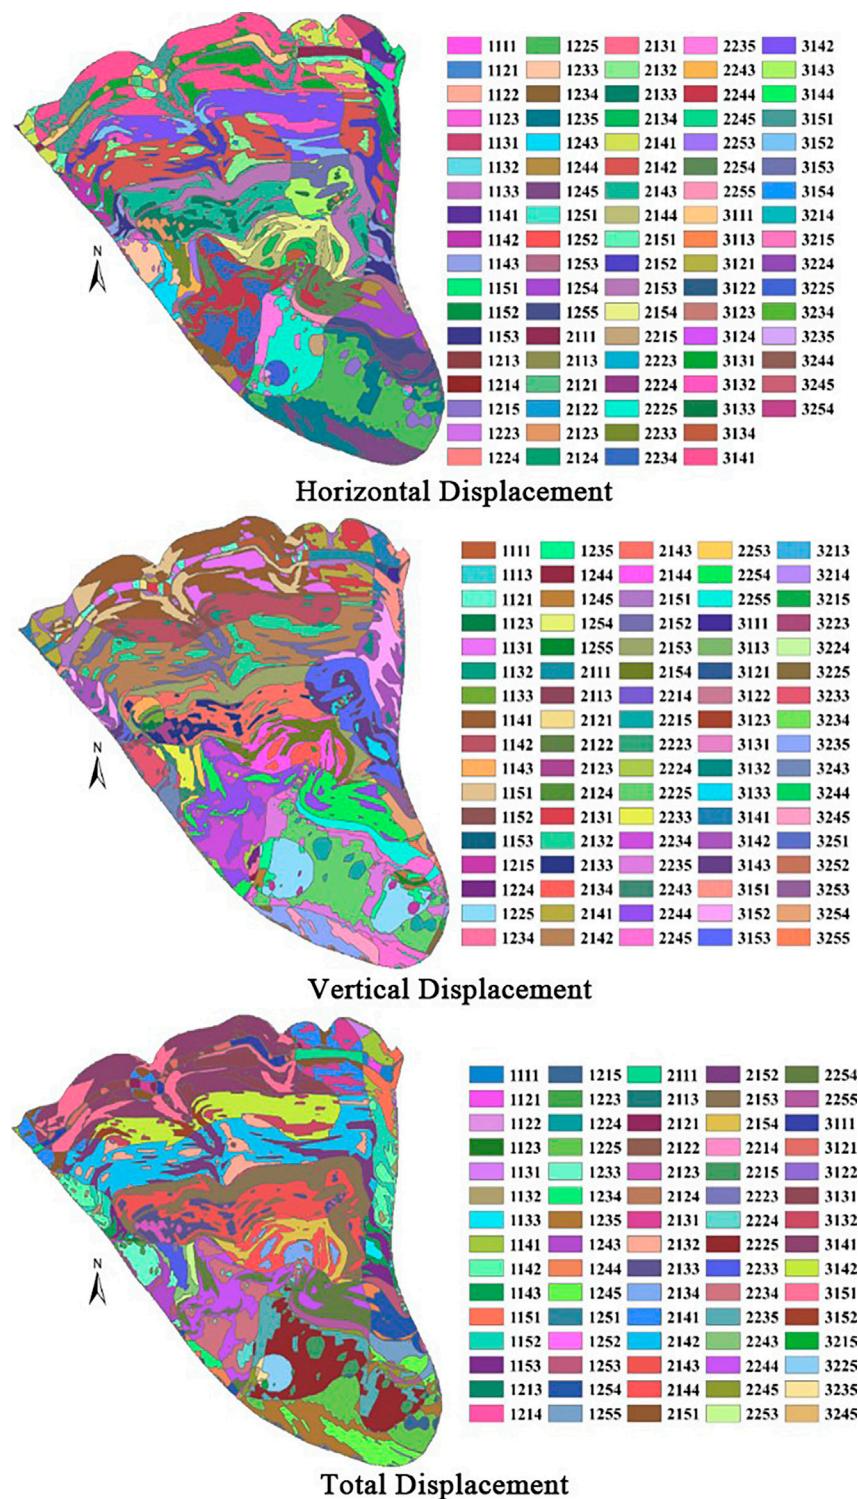 1111 1225 2131 2235 3142
1121 1233 2132 2243 3143
1122 1234 2133 2244 3144
1123 1235 2134 2245 3151
1131 1243 2141 2253 3152
1132 1244 2142 2254 3153
1133 1245 2143 2255 3154
1141 1251 2144 3111 3214
1142 1252 2151 3113 3215
1143 1253 2152 3121 3224
1151 1254 2153 3122 3225
1152 1255 2154 3123 3234
1153 2111 2215 3124 3235
1213 2113 2223 3131 3244
1214 2121 2224 3132 3245
1215 2122 2225 3133 3254
1223 2123 2233 3134
1224 2124 2234 3141
N
Horizontal Displacement
1111 1235 2143 2253 3213
1113 1244 2144 2254 3214
1121 1245 2151 2255 3215
1123 1254 2152 3111 3223
1131 1255 2153 3113 3224
1132 2111 2154 3121 3225
1133 2113 2214 3122 3233
1141 2121 2215 3123 3234
1142 2122 2223 3131 3235
1143 2123 2224 3132 3243
1151 2124 2225 3133 3244
1152 2131 2233 3141 3245
1153 2132 2234 3142 3251
1215 2133 2235 3143 3252
1224 2134 2243 3151 3253
1225 2141 2244 3152 3254
1234 2142 2245 3153 3255
N
Vertical Displacement
1111 1215 2111 2152 2254
1121 1223 2113 2153 2255
1122 1224 2121 2154 3111
1123 1225 2122 2214 3121
1131 1233 2123 2215 3122
1132 1234 2124 2223 3131
1133 1235 2131 2224 3132
1141 1243 2132 2225 3141
1142 1244 2133 2233 3142
1143 1245 2134 2234 3151
1151 1251 2141 2235 3152
1152 1252 2142 2243 3215
1153 1253 2143 2244 3225
1213 1254 2144 2245 3235
1214 1255 2151 2253 3245
N
Total Displacement